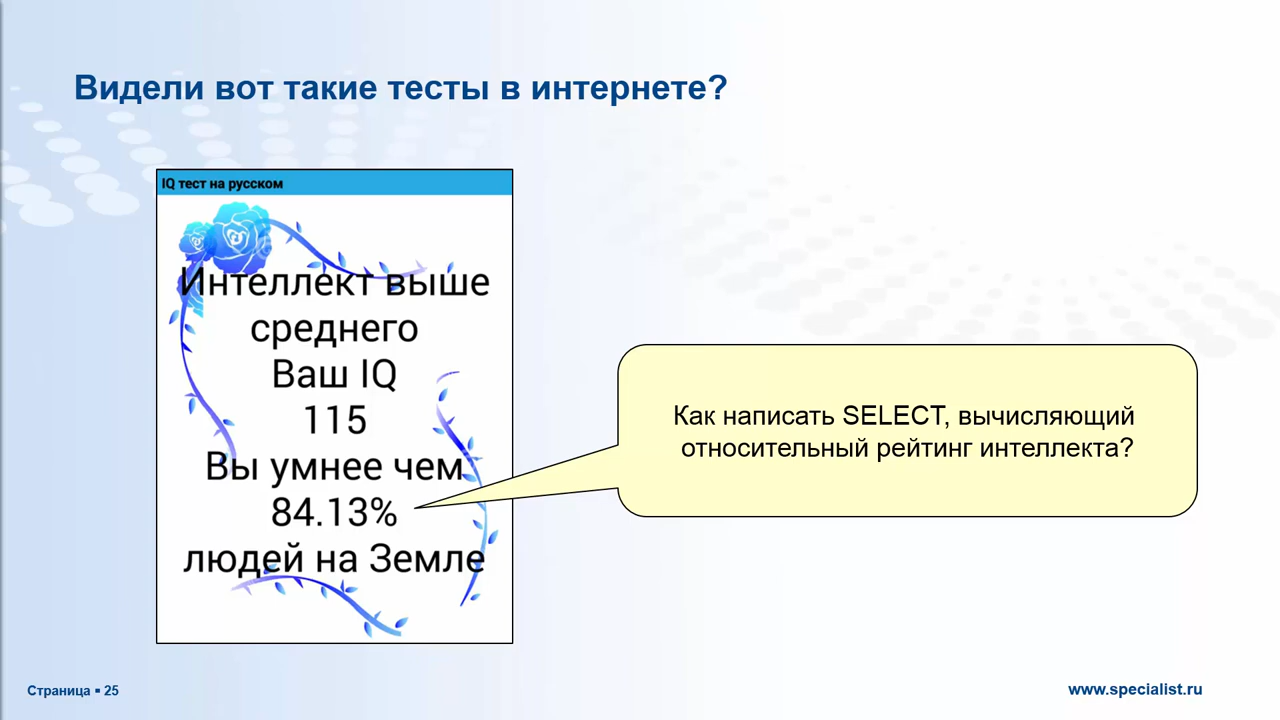 Видели вот такие тесты в интернете?
IQ тест на русском
Интеллект выше
среднего
Ваш IQ
115
Вы умнее чем
84.13%
людей на Земле
Как написать SELECT, вычисляющий
относительный рейтинг интеллекта?
Страница ▪ 25
www.specialist.ru